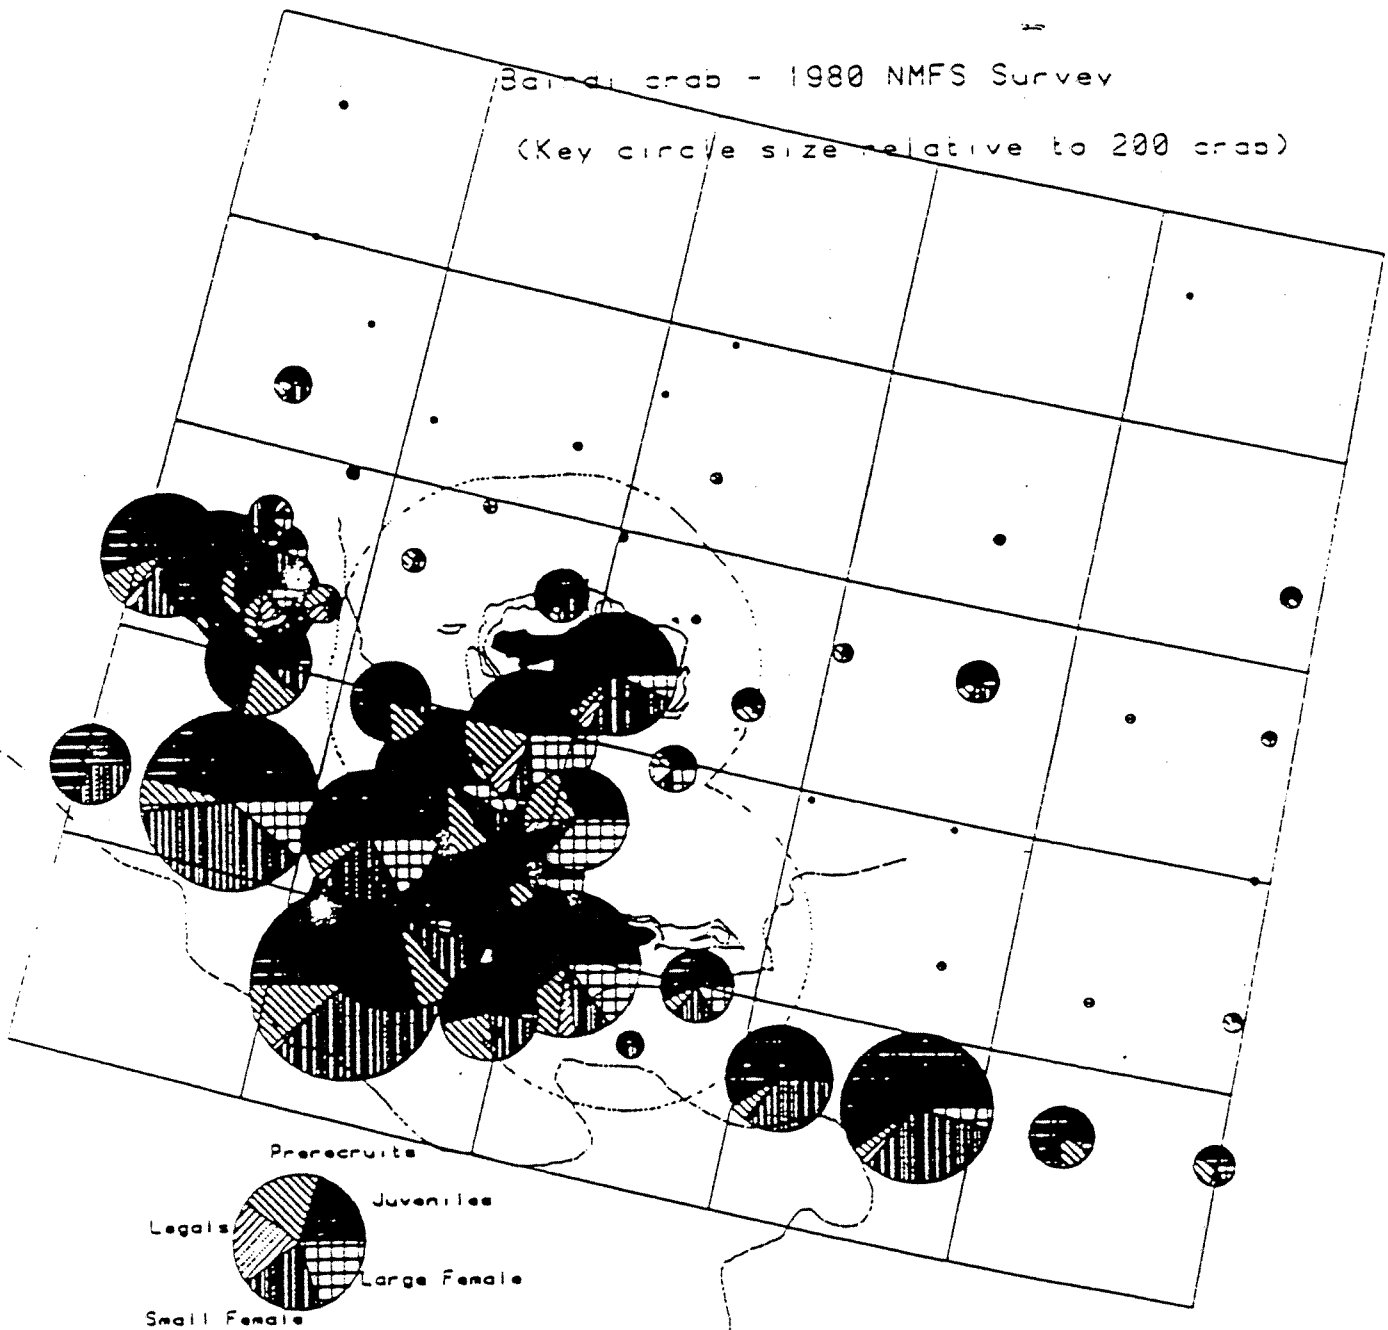 Bairdi crab - 1980 NMFS Survey
(Key circle size relative to 200 crab)
Prerecruits
Juveniles
Legals
Large Female
Small Female